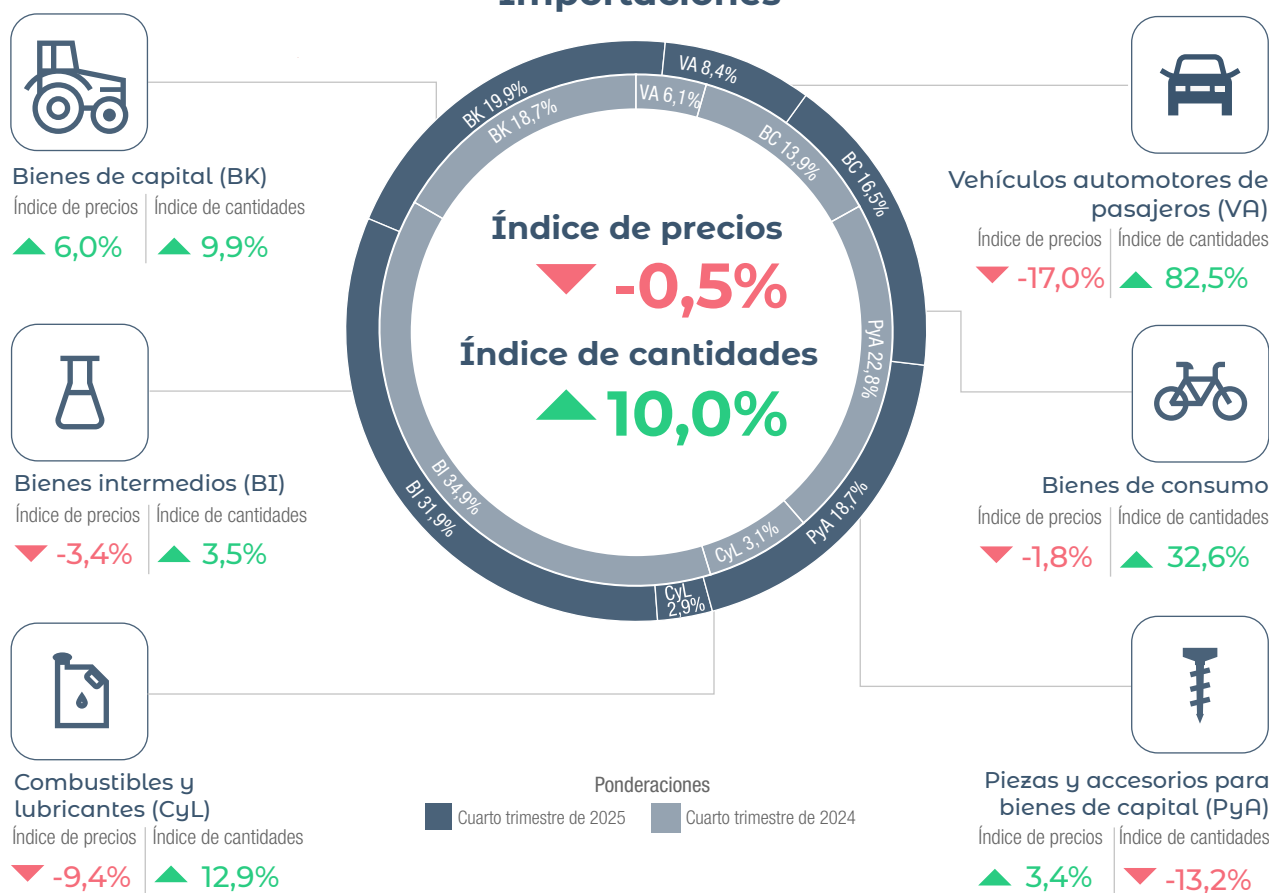 Importaciones
Bienes de capital (BK)
Índice de precios Índice de cantidades
6,0% 9,9%
Bienes intermedios (BI)
Índice de precios Índice de cantidades
-3,4% 3,5%
Combustibles y
lubricantes (CyL)
Índice de precios Índice de cantidades
-9,4% 12,9%
BK 19,9%
VA 8,4%
BC 16,5%
PyA 18,7%
CyL
2,9%
BI 31,9%
BK 18,7%
VA 6,1%
BC 13,9%
PyA 22,8%
CyL 3,1%
BI 34,9%
Índice de precios
-0,5%
Índice de cantidades
10,0%
Ponderaciones
Cuarto trimestre de 2025 Cuarto trimestre de 2024
Vehículos automotores de
pasajeros (VA)
Índice de precios Índice de cantidades
-17,0% 82,5%
Bienes de consumo
Índice de precios Índice de cantidades
-1,8% 32,6%
Piezas y accesorios para
bienes de capital (PyA)
Índice de precios Índice de cantidades
3,4% -13,2%